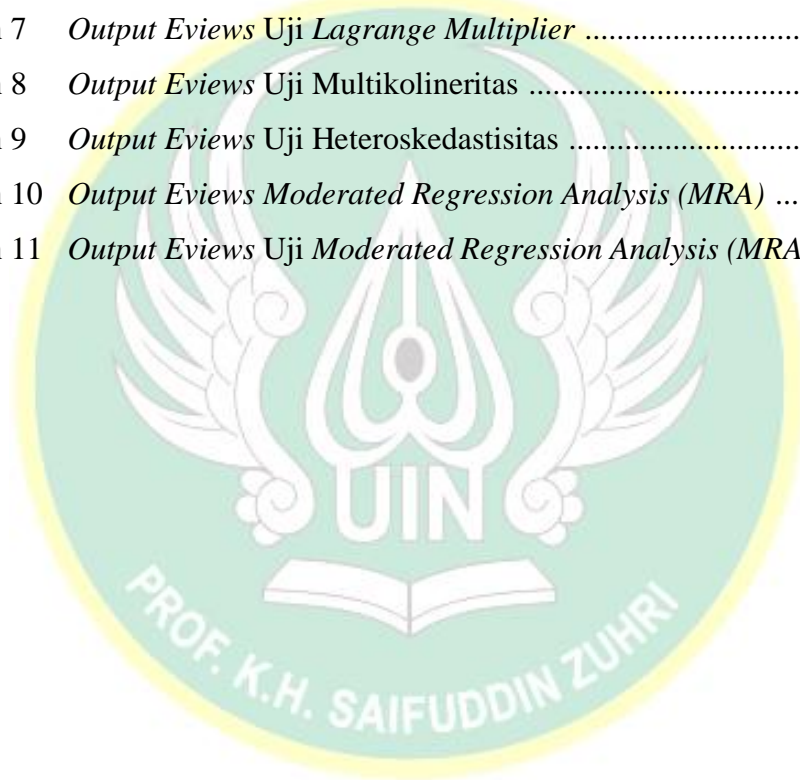 7 Output Eviews Uji Lagrange Multiplier ............................
8 Output Eviews Uji Multikolineritas ...................................
9 Output Eviews Uji Heteroskedastisitas ..............................
10 Output Eviews Moderated Regression Analysis (MRA) ...
11 Output Eviews Uji Moderated Regression Analysis (MRA
UIN
PROF. K.H. SAIFUDDIN ZUHRI